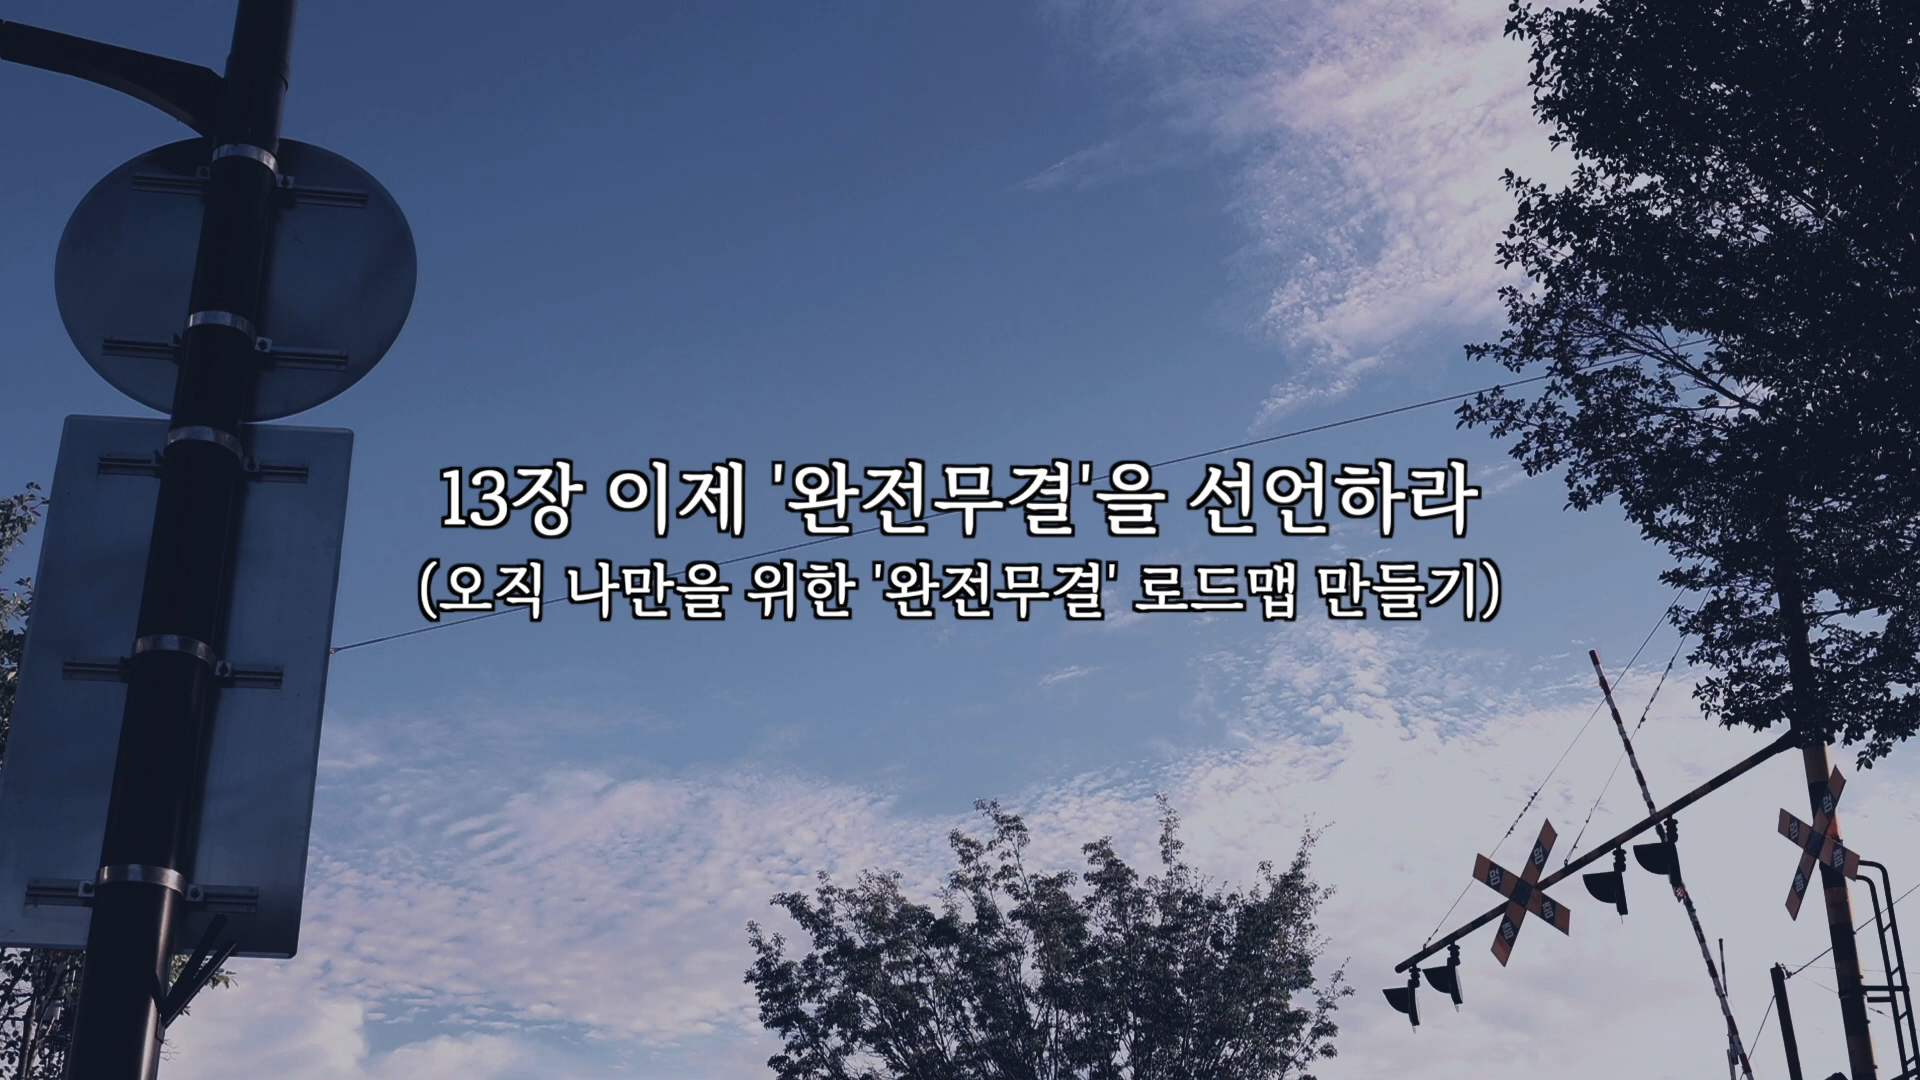 13장 이제 '완전무결'을 선언하라
(오직 나만을 위한 '완전무결' 로드맵 만들기)